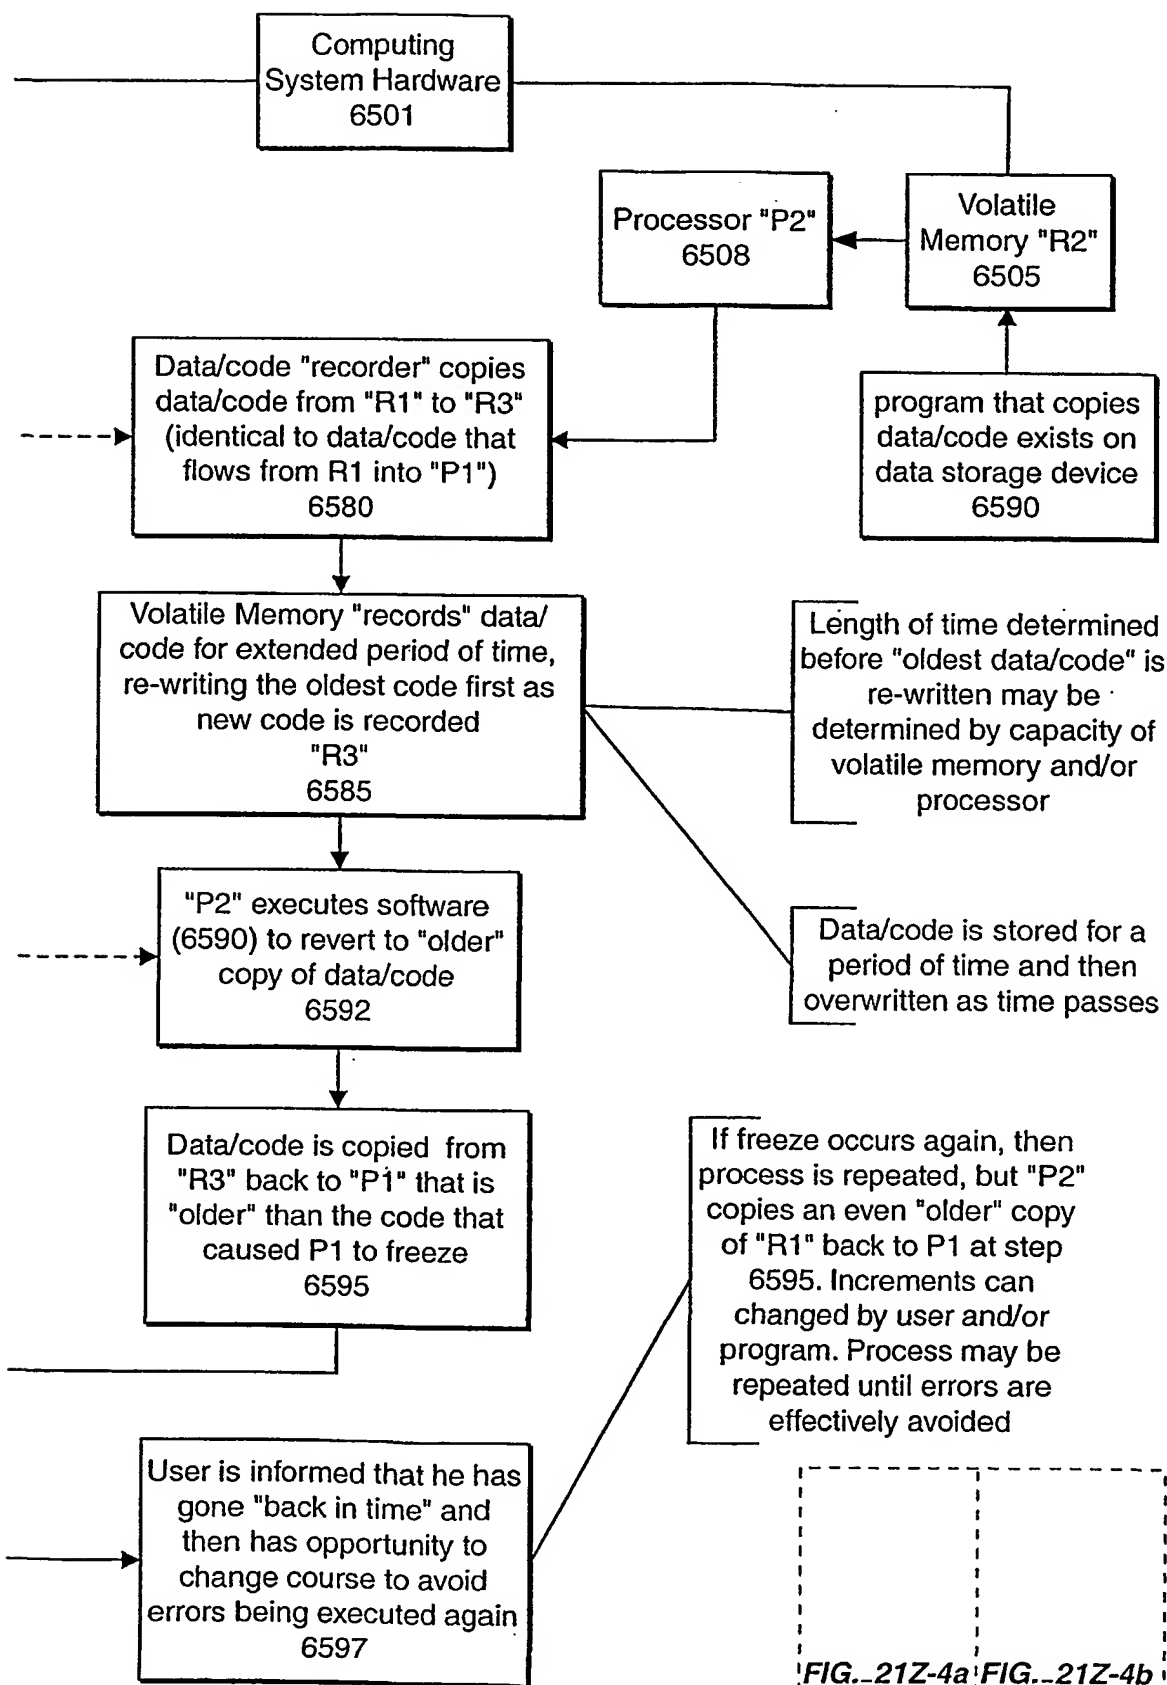 Computing
System Hardware
6501
Processor "P2"
6508
Volatile
Memory "R2"
6505
Data/code "recorder" copies
data/code from "R1" to "R3"
(identical to data/code that
flows from R1 into "P1")
6580
program that copies
data/code exists on
data storage device
6590
Volatile Memory "records" data/
code for extended period of time,
re-writing the oldest code first as
new code is recorded
"R3"
6585
Length of time determined
before "oldest data/code" is
re-written may be
determined by capacity of
volatile memory and/or
processor
"P2" executes software
(6590) to revert to "older"
copy of data/code
6592
Data/code is stored for a
period of time and then
overwritten as time passes
Data/code is copied from
"R3" back to "P1" that is
"older" than the code that
caused P1 to freeze
6595
If freeze occurs again, then
process is repeated, but "P2"
copies an even "older" copy
of "R1" back to P1 at step
6595. Increments can
changed by user and/or
program. Process may be
repeated until errors are
effectively avoided
User is informed that he has
gone "back in time" and
then has opportunity to
change course to avoid
errors being executed again
6597
FIG._21Z-4a FIG._21Z-4b